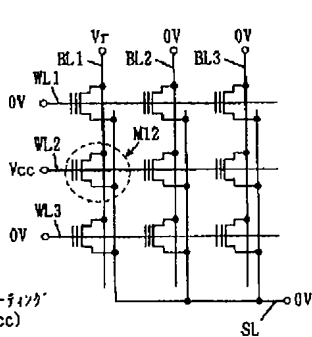 Vr 0V 0V
BL1 BL2 BL3
WL1
0V
M12
WL2
Vcc
WL3
0V
ーティング
cc)
0V
SL